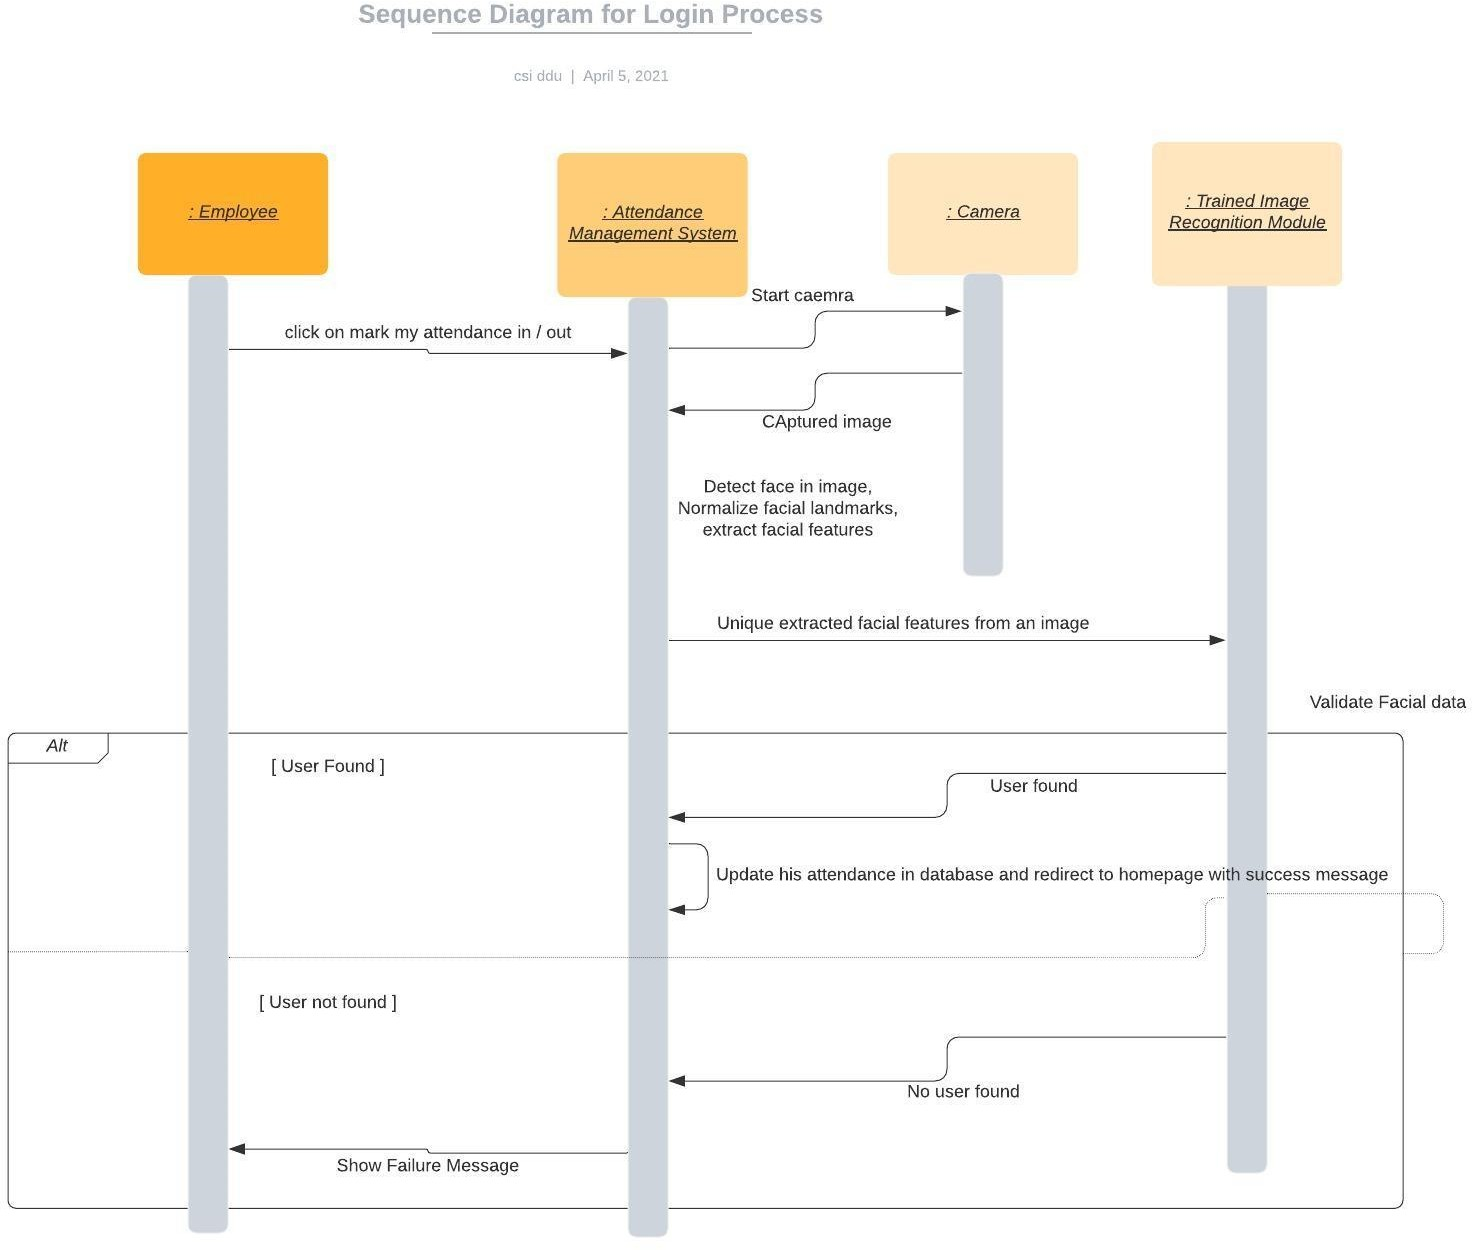 Sequence Diagram for Login Process
csi ddu | April 5, 2021
: Employee
: Attendance
Management System
: Camera
: Trained Image
Recognition Module
Start caemra
click on mark my attendance in / out
CAptured image
Detect face in image,
Normalize facial landmarks,
extract facial features
Unique extracted facial features from an image
Validate Facial data
Alt
[ User Found ]
User found
Update his attendance in database and redirect to homepage with success message
[ User not found ]
No user found
Show Failure Message